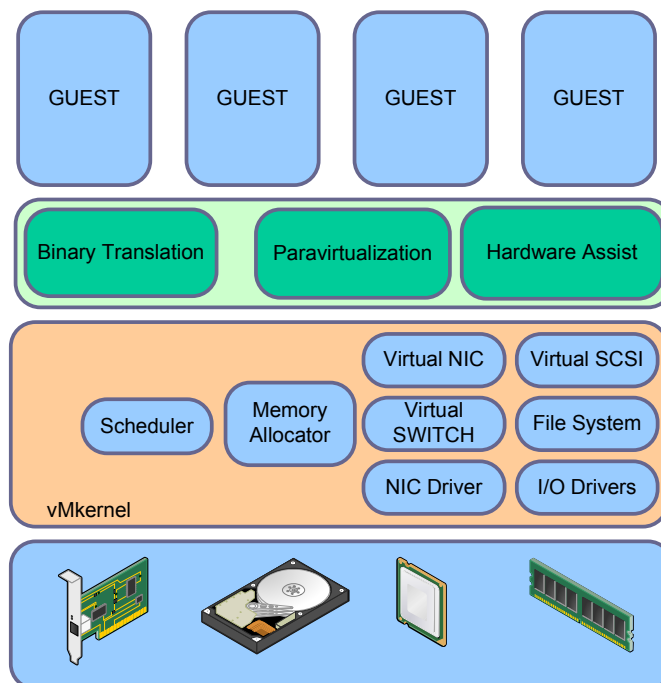 GUEST
GUEST
GUEST
GUEST
Binary Translation
Paravirtualization
Hardware Assist
Virtual NIC
Virtual SCSI
Scheduler
Memory
Allocator
Virtual
SWITCH
File System
NIC Driver
I/O Drivers
vMkernel